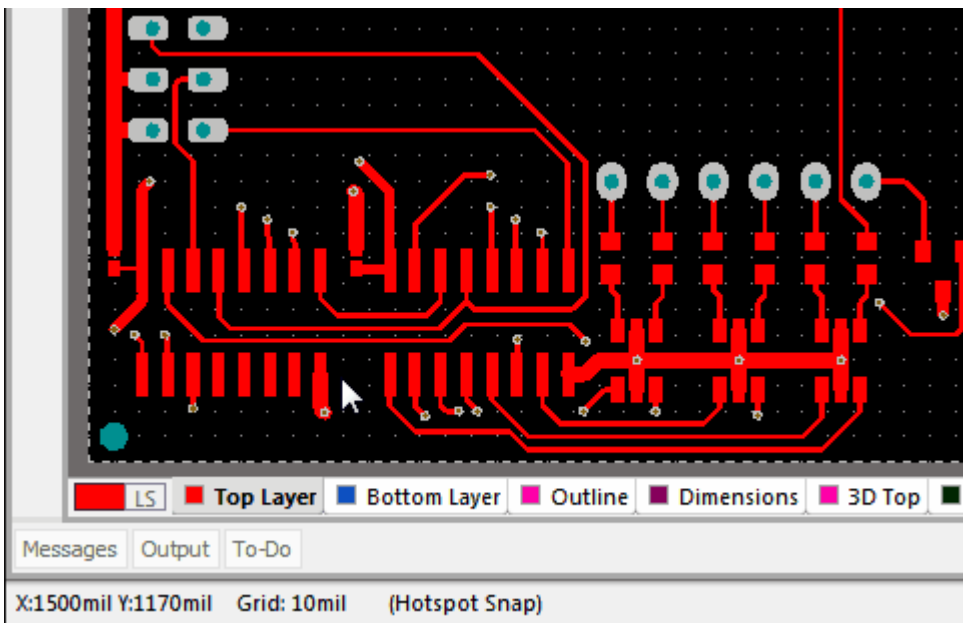 LS Top Layer Bottom Layer Outline Dimensions 3D Top
Messages Output To-Do
X:1500mil Y:1170mil Grid: 10mil (Hotspot Snap)